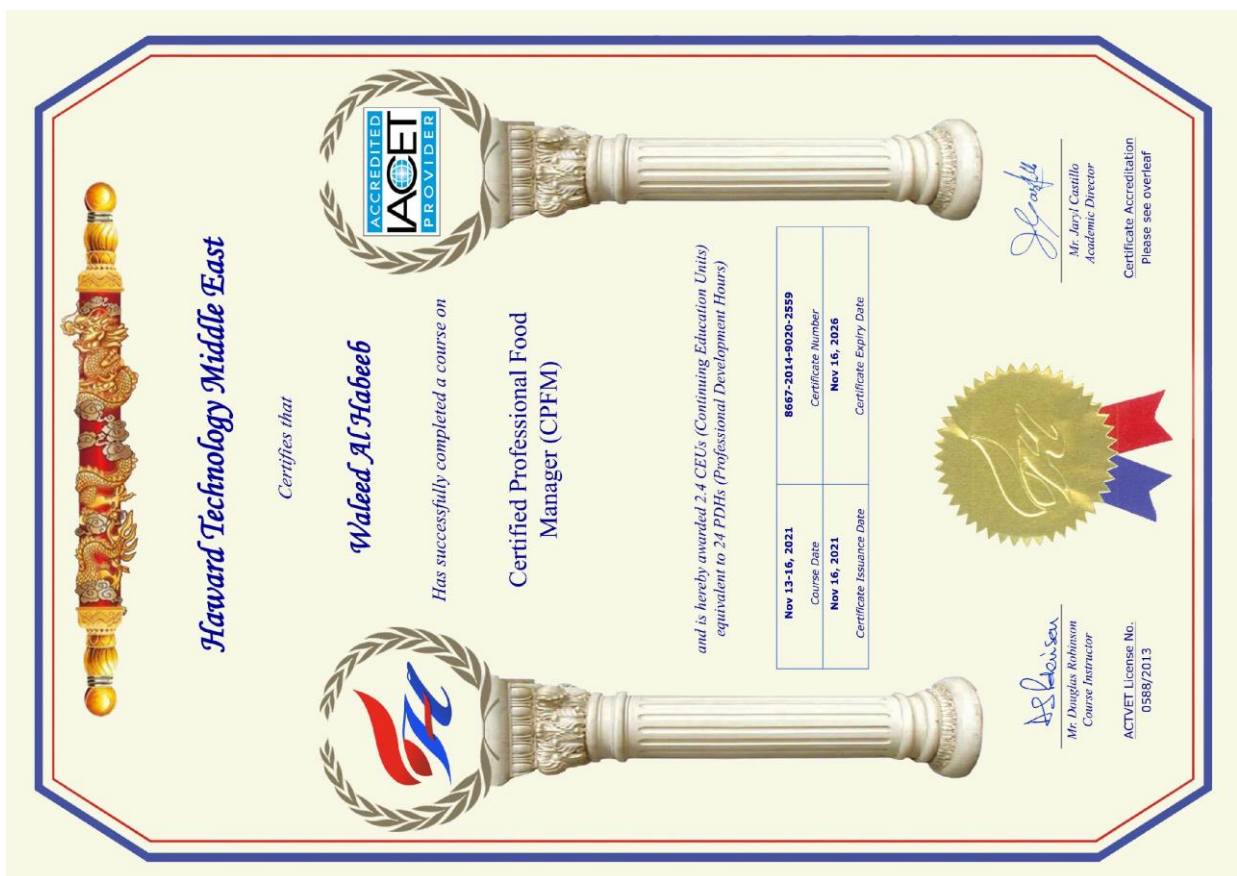 Haward Technology Middle East
Certifies that
ACCREDITED
IACET
PROVIDER
Waleed Al Habeeb
Has successfully completed a course on
Certified Professional Food
Manager (CPFM)
and is hereby awarded 2.4 CEUs (Continuing Education Units)
equivalent to 24 PDHs (Professional Development Hours)
Nov 13-16, 2021 8667-2014-9020-2559
Course Date Certificate Number
Nov 16, 2021 Nov 16, 2026
Certificate Issuance Date Certificate Expiry Date
Mr. Douglas Robinson
Course Instructor
ACTVET License No.
0588/2013
Mr. Jaryl Castillo
Academic Director
Certificate Accreditation
Please see overleaf